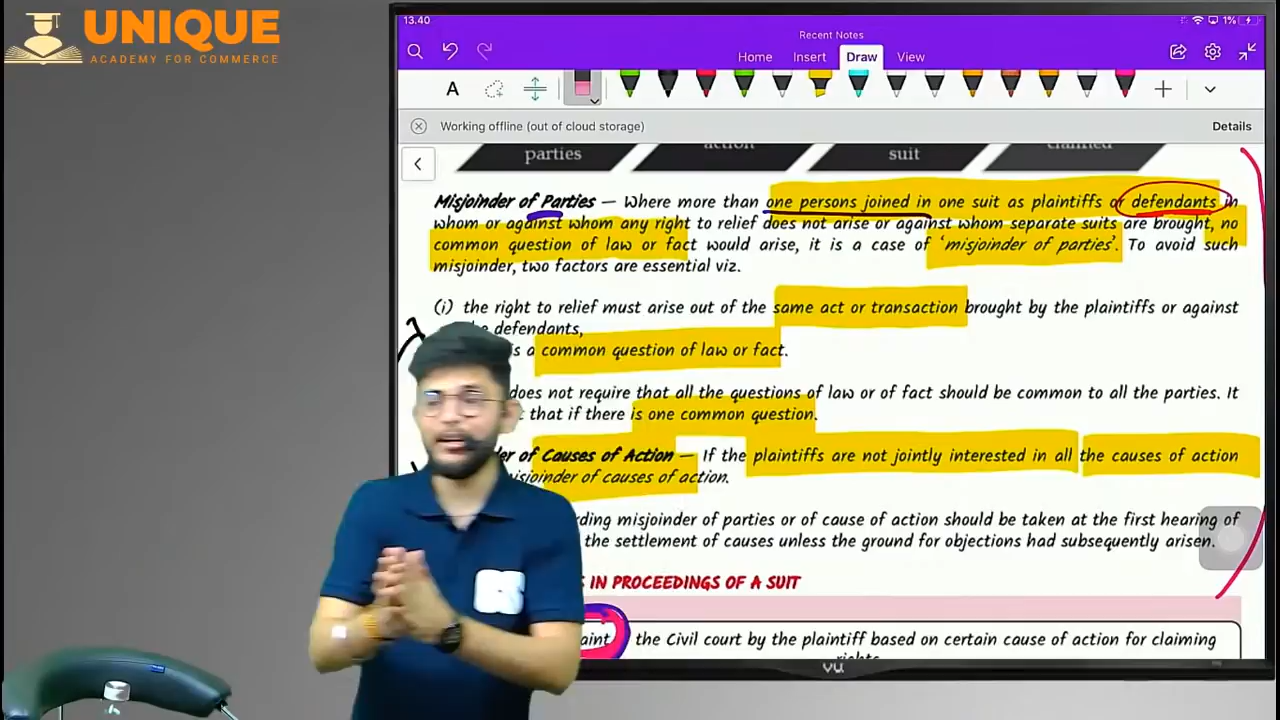 UNIQUE
ACADEMY FOR COMMERCE
13.40
1%
Recent Notes
Home Insert Draw View
A
Working offline (out of cloud storage)
Details
parties action suit claimed
Misjoinder of Parties — Where more than one persons joined in one suit as plaintiffs or defendants in
whom or against whom any right to relief does not arise or against whom separate suits are brought, no
common question of law or fact would arise, it is a case of 'misjoinder of parties'. To avoid such
misjoinder, two factors are essential viz.
(i) the right to relief must arise out of the same act or transaction brought by the plaintiffs or against
defendants,
is a common question of law or fact.
does not require that all the questions of law or of fact should be common to all the parties. It
that if there is one common question.
of Causes of Action — If the plaintiffs are not jointly interested in all the causes of action
misjoinder of causes of action.
misjoinder of parties or of cause of action should be taken at the first hearing of
the settlement of causes unless the ground for objections had subsequently arisen.
IN PROCEEDINGS OF A SUIT
the Civil court by the plaintiff based on certain cause of action for claiming
rights
VU